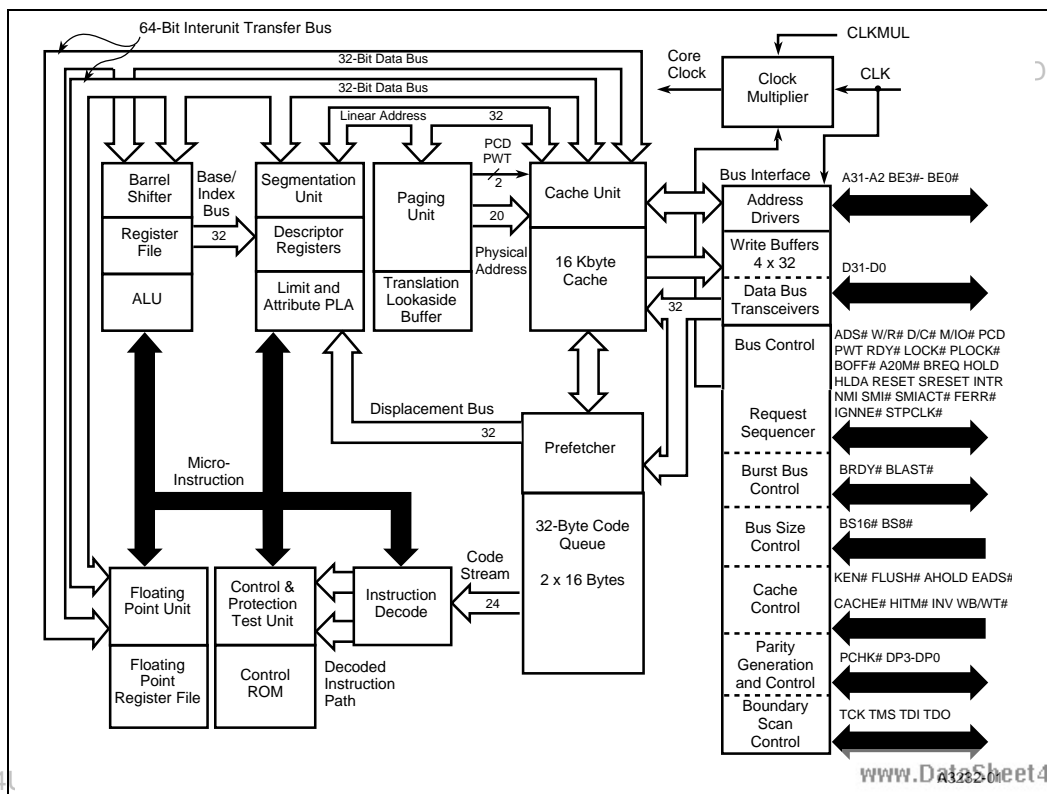 64-Bit Interunit Transfer Bus
32-Bit Data Bus
32-Bit Data Bus
Linear Address
32
PCD
PWT
2
Core
Clock
CLKMUL
Clock
Multiplier
CLK
Barrel
Shifter
Register
File
ALU
Base/
Index
Bus
32
Segmentation
Unit
Descriptor
Registers
Limit and
Attribute PLA
Paging
Unit
Translation
Lookaside
Buffer
20
Physical
Address
Cache Unit
16 Kbyte
Cache
32
Bus Interface
Address
Drivers
A31-A2 BE3#- BE0#
Write Buffers
4 x 32
Data Bus
Transceivers
D31-D0
Bus Control
ADS# W/R# D/C# M/IO# PCD
PWT RDY# LOCK# PLOCK#
BOFF# A20M# BREQ HOLD
HLDA RESET SRESET INTR
NMI SMI# SMIACT# FERR#
IGNNE# STPCLK#
Request
Sequencer
Burst Bus
Control
BRDY# BLAST#
Bus Size
Control
BS16# BS8#
Cache
Control
KEN# FLUSH# AHOLD EADS#
CACHE# HITM# INV WB/WT#
Parity
Generation
and Control
PCHK# DP3-DP0
Boundary
Scan
Control
TCK TMS TDI TDO
Displacement Bus
32
Micro-
Instruction
Prefetcher
32-Byte Code
Queue
2 x 16 Bytes
Code
Stream
24
Instruction
Decode
Decoded
Instruction
Path
Control &
Protection
Test Unit
Control
ROM
Floating
Point Unit
Floating
Point
Register File
www.DataSheet4
A3232-01